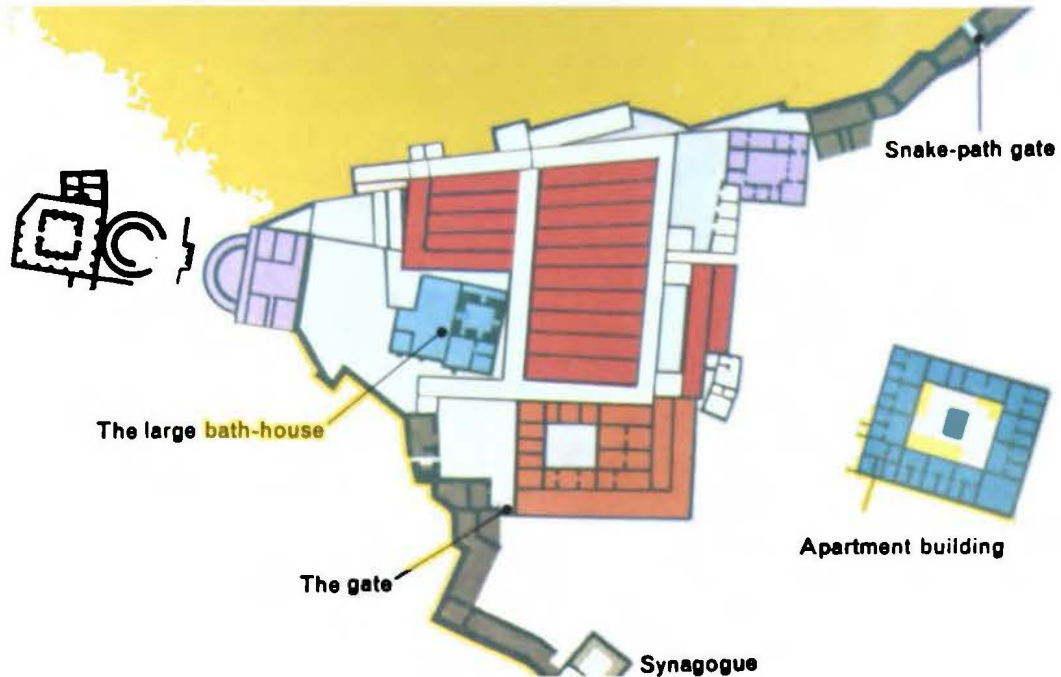 Snake-path gate
The large bath-house
Apartment building
The gate
Synagogue